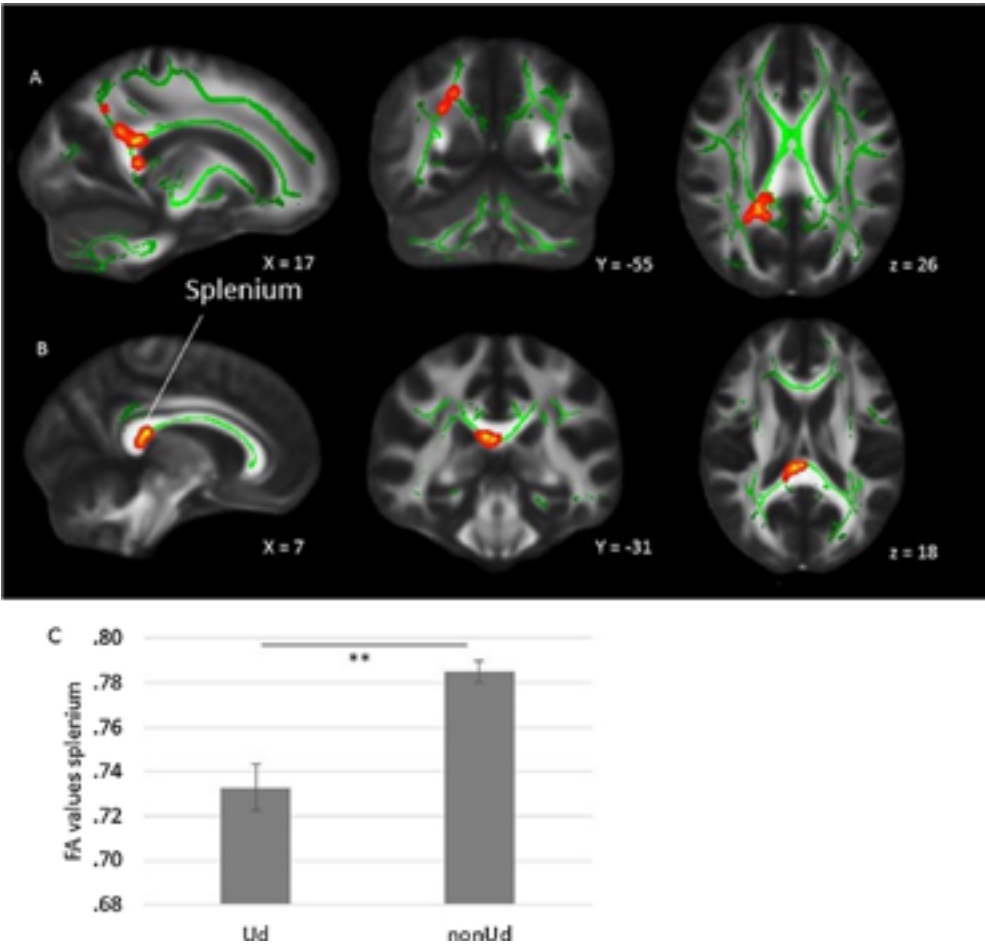 A
X = 17
Y = -55
z = 26
Splenium
B
X = 7
Y = -31
z = 18
C
FA values splenium
.80
.78
.76
.74
.72
.70
.68
**
Ud
nonUd